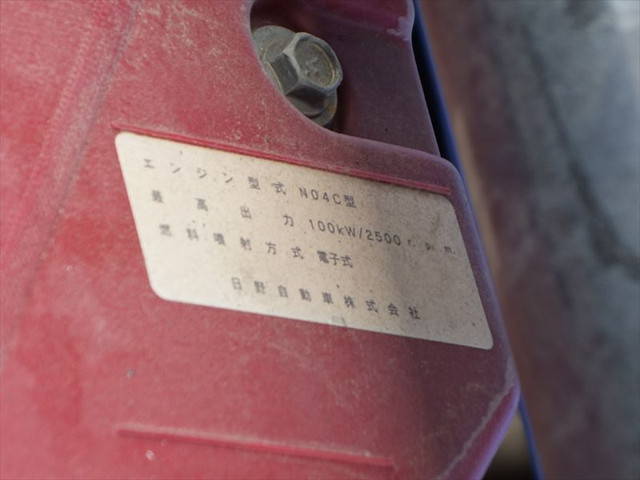 エンジン型式 N04C型
最高出力 100kW/2500r.p.m.
燃料噴射方式 電子式
日野自動車株式会社